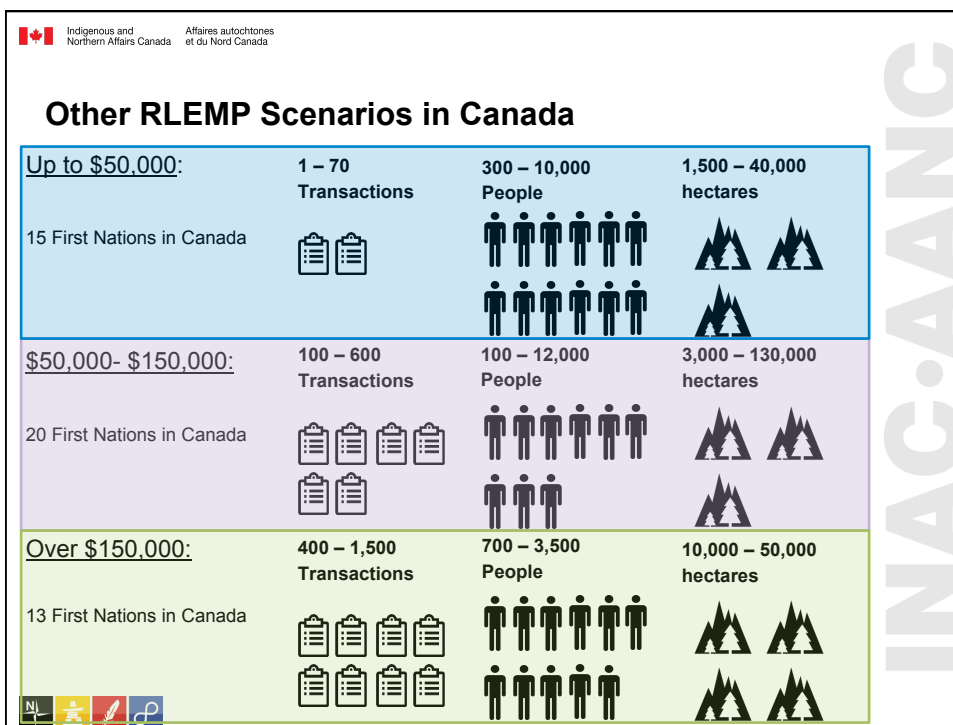 Indigenous and
Northern Affairs Canada
Affaires autochtones
et du Nord Canada
Other RLEMP Scenarios in Canada
Up to $50,000:
15 First Nations in Canada
1 – 70
Transactions
300 – 10,000
People
1,500 – 40,000
hectares
$50,000- $150,000:
20 First Nations in Canada
100 – 600
Transactions
100 – 12,000
People
3,000 – 130,000
hectares
Over $150,000:
13 First Nations in Canada
400 – 1,500
Transactions
700 – 3,500
People
10,000 – 50,000
hectares
N
INAC•AANC